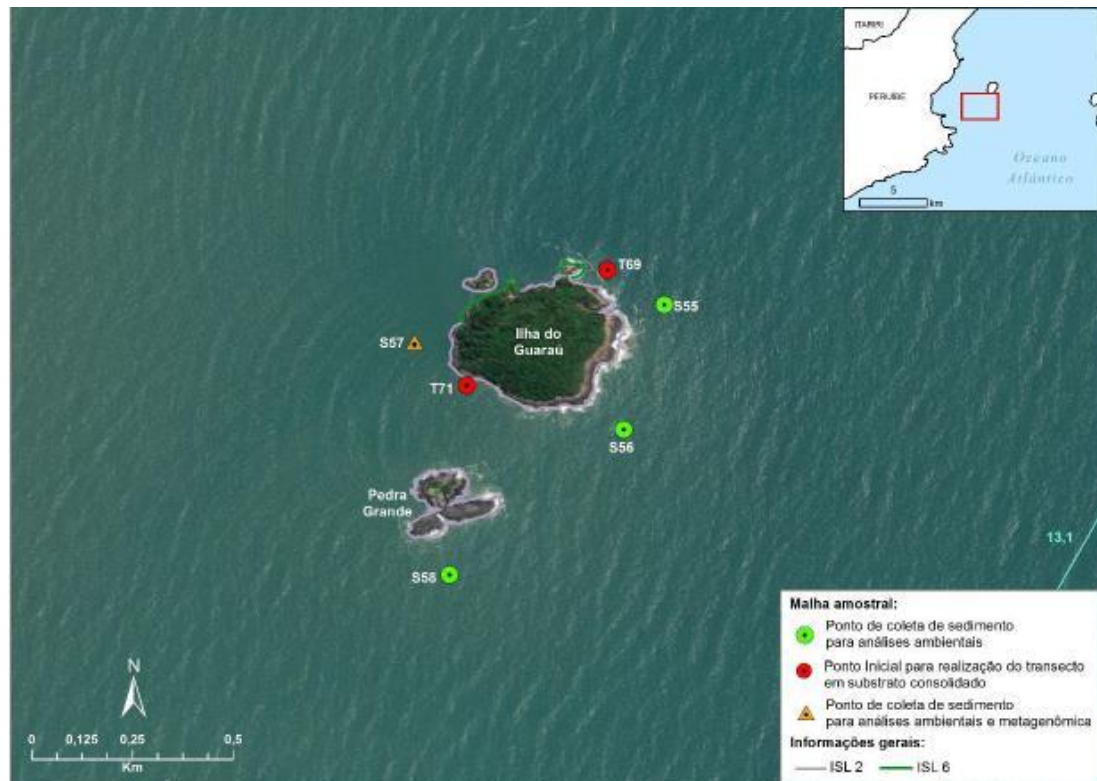 ITARIRI
PERUÍBE
Ozeano
Atlântico
5
km
T69
S55
Ilha do
Guaraú
S57
T71
S56
Pedra
Grande
13,1
S58
Malha amostral:
Ponto de coleta de sedimento
para análises ambientais
Ponto Inicial para realização do transecto
em substrato consolidado
Ponto de coleta de sedimento
para análises ambientais e metagenômica
Informações gerais:
ISL 2 ISL 6
N
0 0,125 0,25 0,5
Km